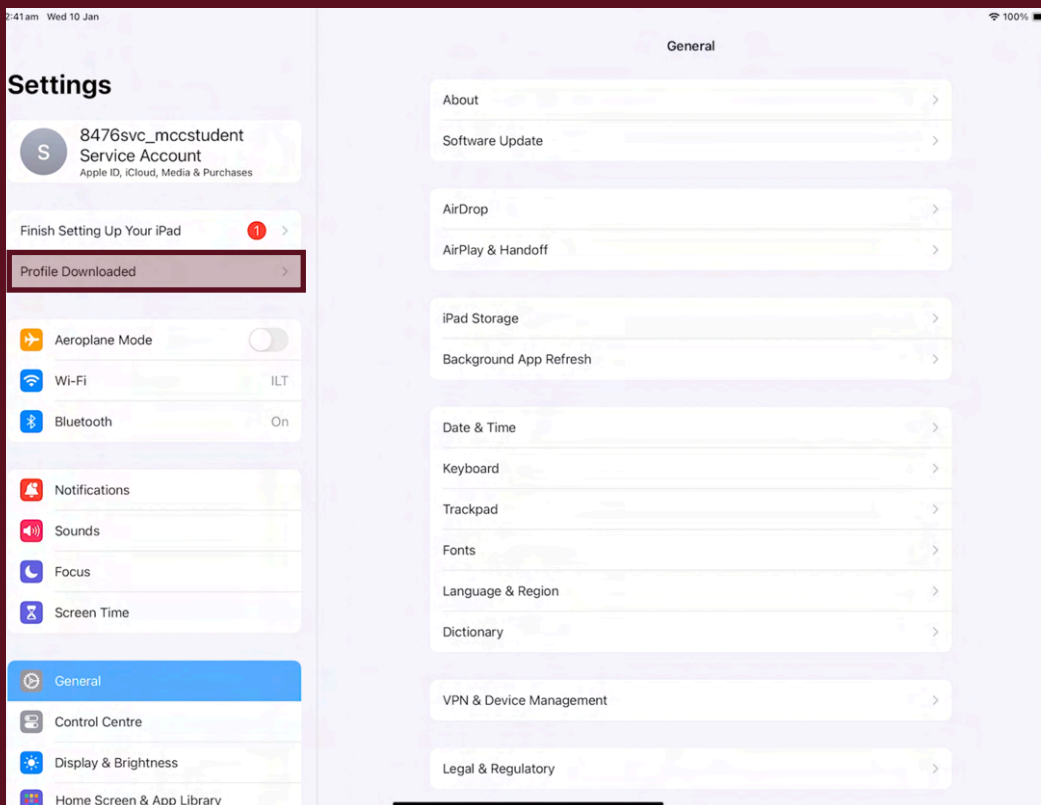 2:41 am Wed 10 Jan
100%
Settings
S
8476svc_mccstudent
Service Account
Apple ID, iCloud, Media & Purchases
Finish Setting Up Your iPad 1
Profile Downloaded
Aeroplane Mode
Wi-Fi ILT
Bluetooth On
Notifications
Sounds
Focus
Screen Time
General
Control Centre
Display & Brightness
Home Screen & App Library
General
About
Software Update
AirDrop
AirPlay & Handoff
iPad Storage
Background App Refresh
Date & Time
Keyboard
Trackpad
Fonts
Language & Region
Dictionary
VPN & Device Management
Legal & Regulatory